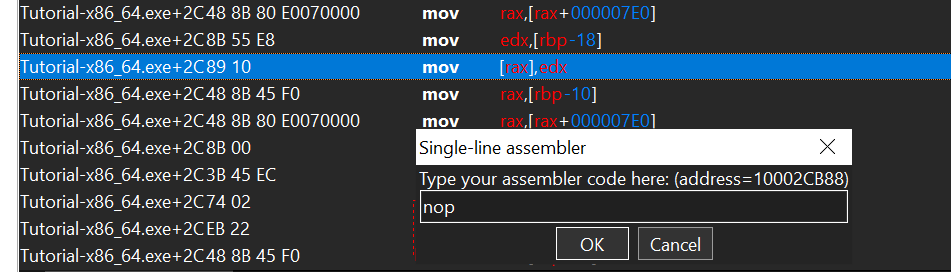 Tutorial-x86_64.exe+2C48 8B 80 E0070000 mov rax,[rax+000007E0]
Tutorial-x86_64.exe+2C8B 55 E8 mov edx,[rbp-18]
Tutorial-x86_64.exe+2C89 10 mov [rax],edx
Tutorial-x86_64.exe+2C48 8B 45 F0 mov rax,[rbp-10]
Tutorial-x86_64.exe+2C48 8B 80 E0070000 mov rax,[rax+000007E0]
Tutorial-x86_64.exe+2C8B 00
Tutorial-x86_64.exe+2C3B 45 EC
Tutorial-x86_64.exe+2C74 02
Tutorial-x86_64.exe+2CEB 22
Tutorial-x86_64.exe+2C48 8B 45 F0
Single-line assembler
Type your assembler code here: (address=10002CB88)
nop
OK Cancel